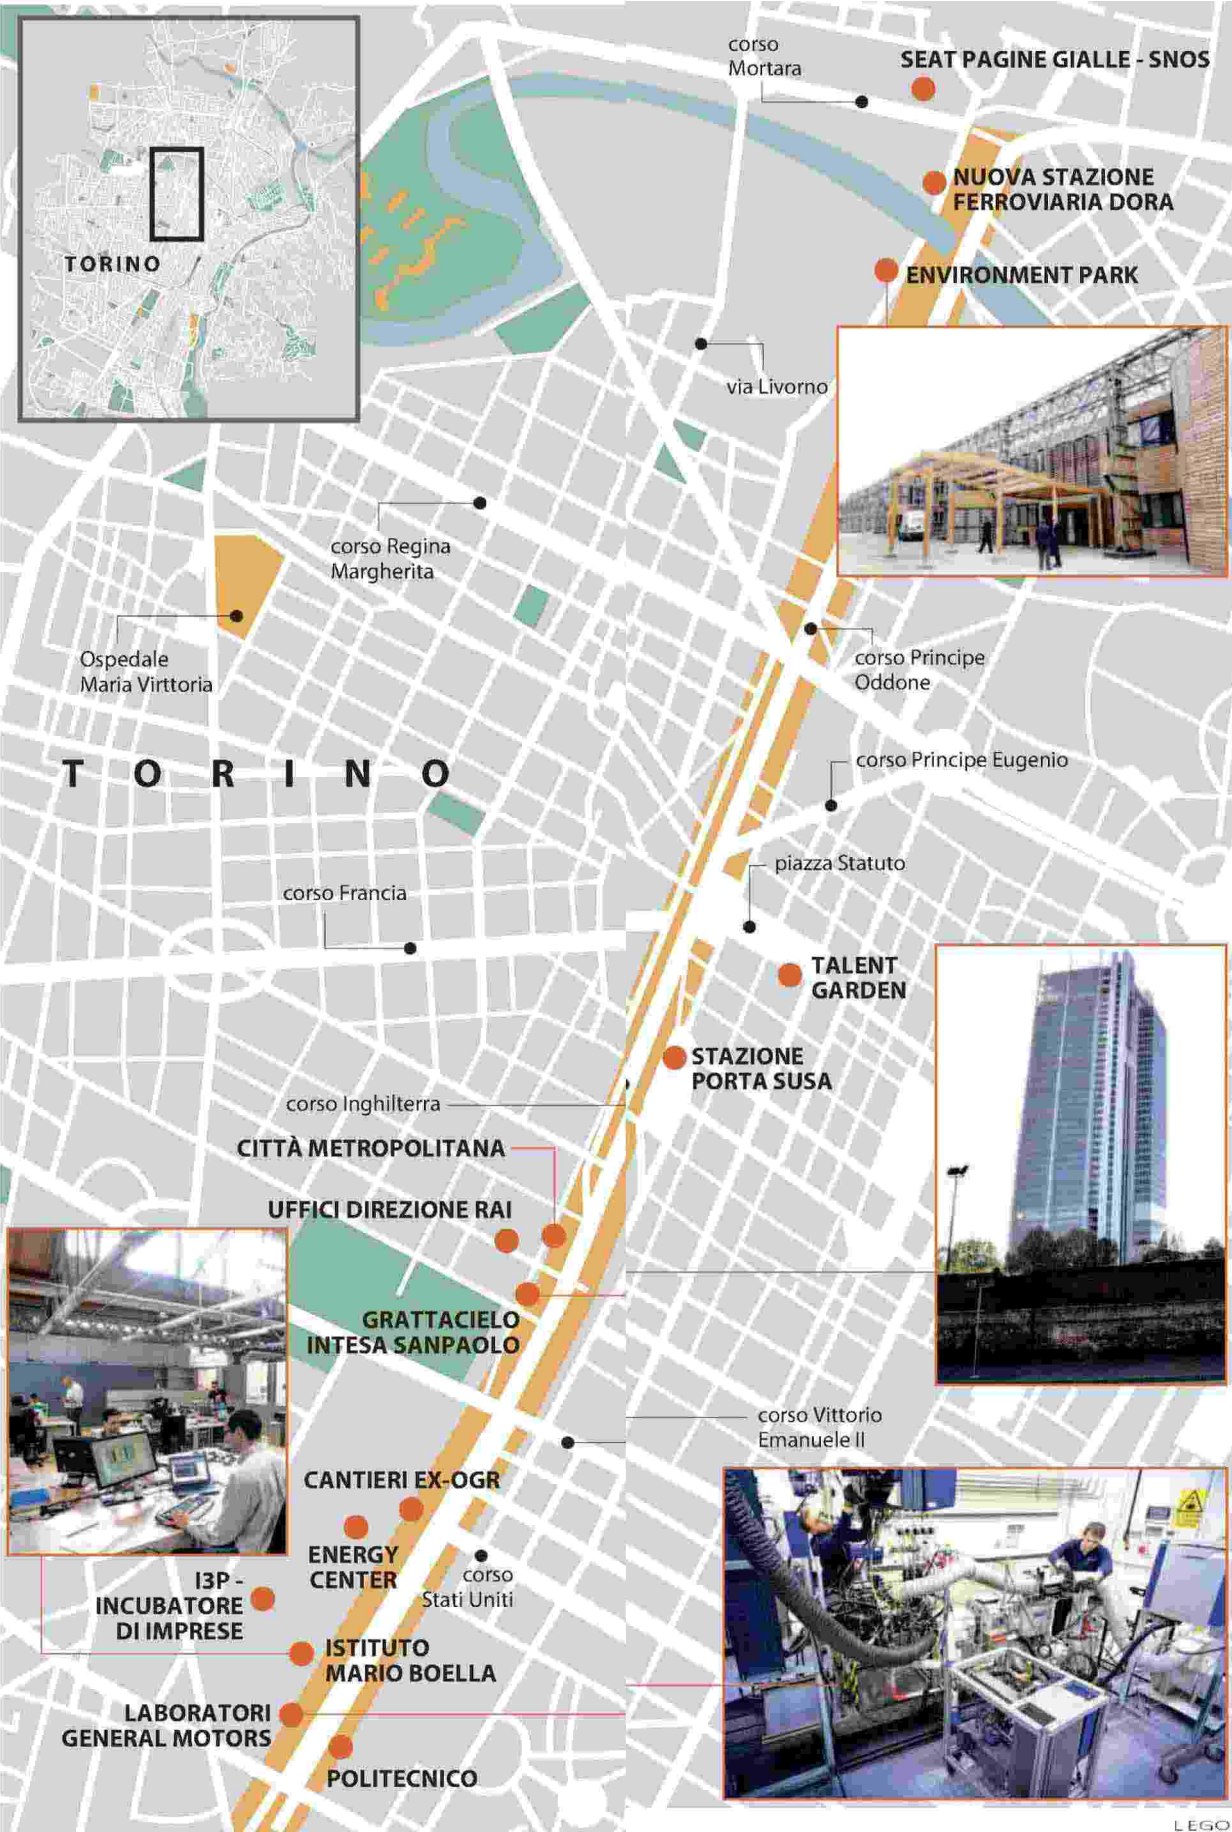 corso
Mortara
SEAT PAGINE GIALLE - SNOS
NUOVA STAZIONE
FERROVIARIA DORA
TORINO
ENVIRONMENT PARK
via Livorno
corso Regina
Margherita
Ospedale
Maria Virttoria
corso Principe
Oddone
TORINO
corso Principe Eugenio
piazza Statuto
corso Francia
TALENT
GARDEN
STAZIONE
PORTA SUSA
corso Inghilterra
CITTÀ METROPOLITANA
UFFICI DIREZIONE RAI
GRATTACIELO
INTESA SANPAOLO
corso Vittorio
Emanuele II
CANTIERI EX-OGR
ENERGY
CENTER
corso
Stati Uniti
I3P -
INCUBATORE
DI IMPRESE
ISTITUTO
MARIO BOELLA
LABORATORI
GENERAL MOTORS
POLITECNICO
LEGO